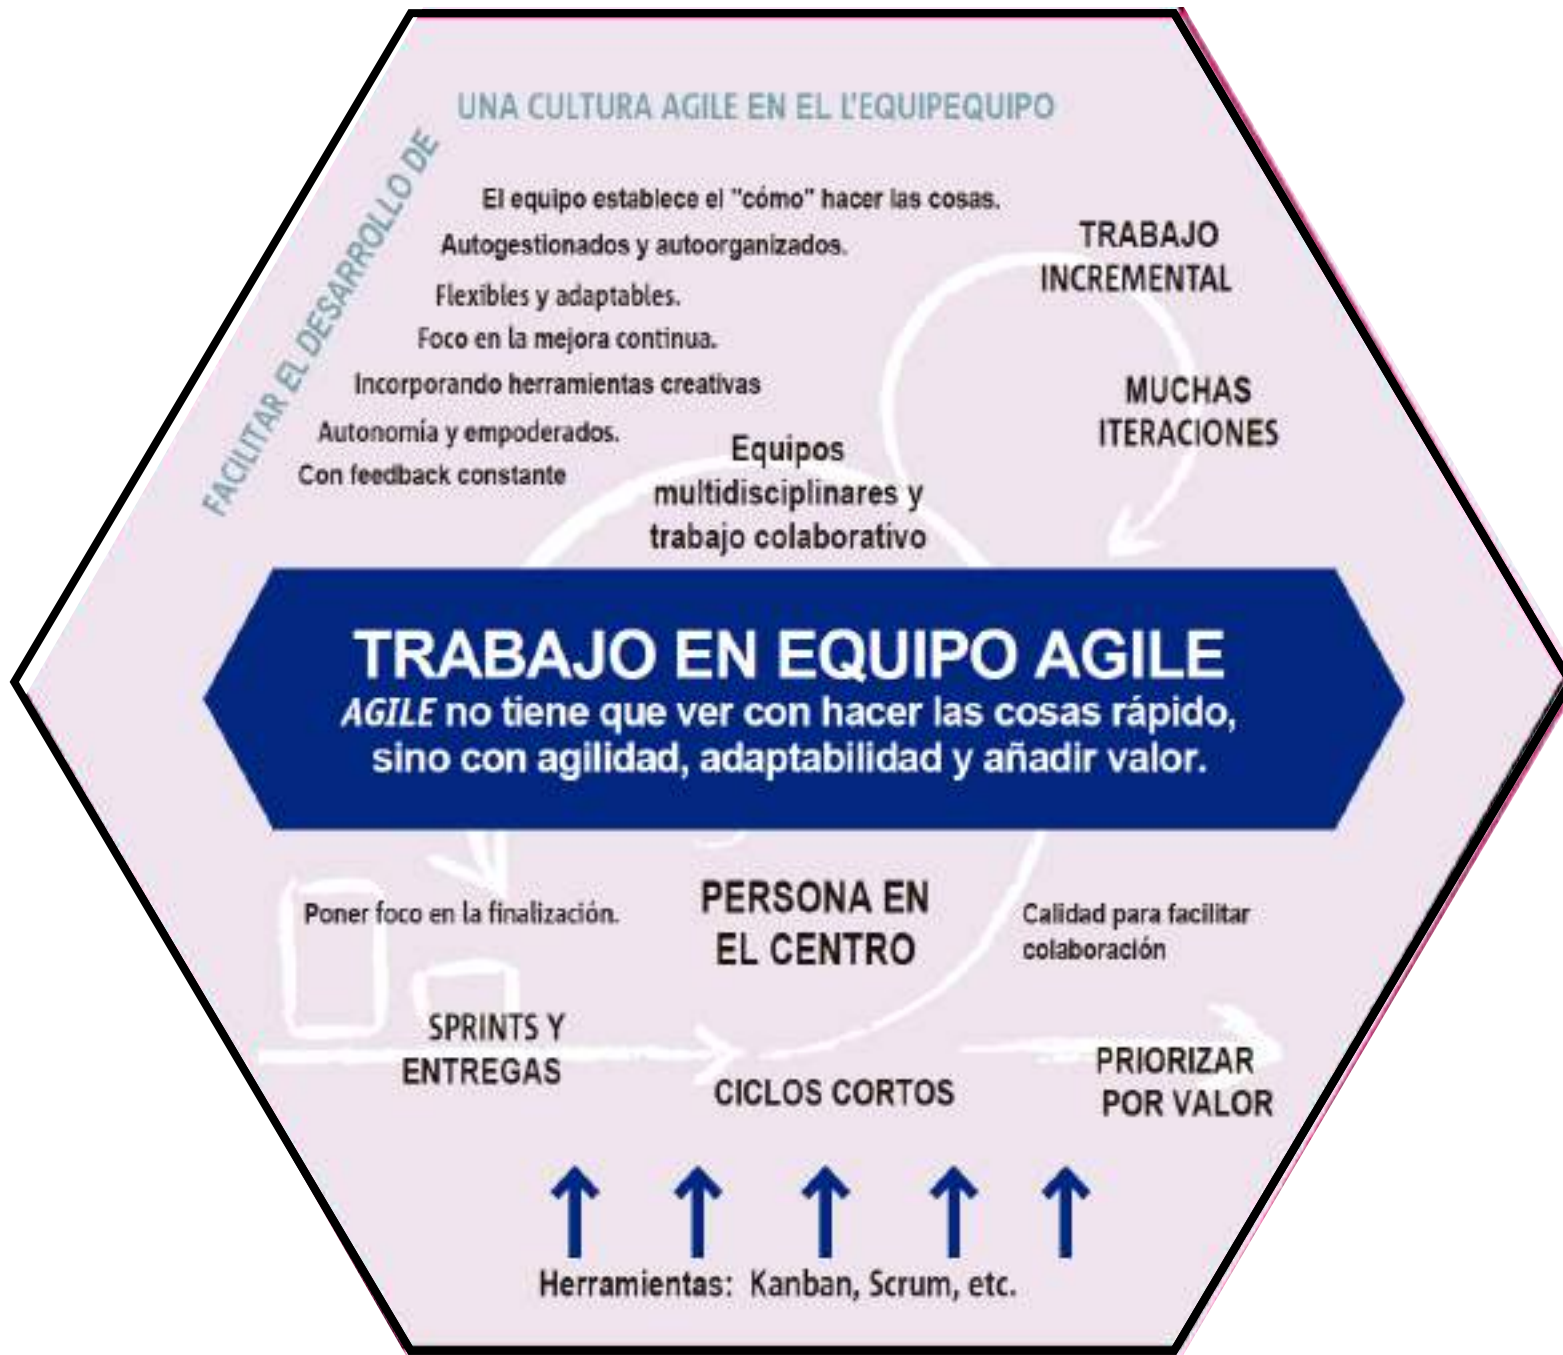 FACILITAR EL DESARROLLO DE
UNA CULTURA AGILE EN EL L'EQUIPEQUIPO
El equipo establece el "cómo" hacer las cosas.
Autogestionados y autoorganizados.
Flexibles y adaptables.
Foco en la mejora continua.
Incorporando herramientas creativas
Autonomía y empoderados.
Con feedback constante
TRABAJO
INCREMENTAL
MUCHAS
ITERACIONES
Equipos
multidisciplinares y
trabajo colaborativo
TRABAJO EN EQUIPO AGILE
AGILE no tiene que ver con hacer las cosas rápido,
sino con agilidad, adaptabilidad y añadir valor.
Poner foco en la finalización.
PERSONA EN
EL CENTRO
Calidad para facilitar
colaboración
SPRINTS Y
ENTREGAS
CICLOS CORTOS
PRIORIZAR
POR VALOR
Herramientas: Kanban, Scrum, etc.